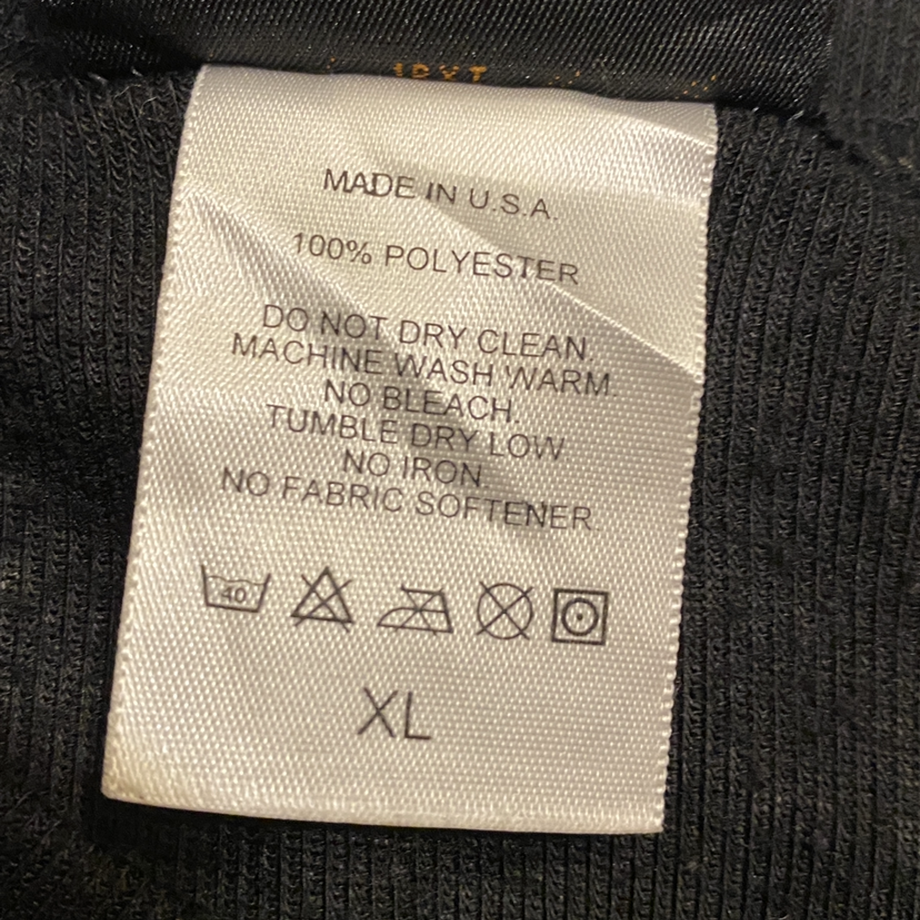 MADE IN U.S.A.
100% POLYESTER
DO NOT DRY CLEAN.
MACHINE WASH WARM.
NO BLEACH.
TUMBLE DRY LOW
NO IRON
NO FABRIC SOFTENER
40
XL